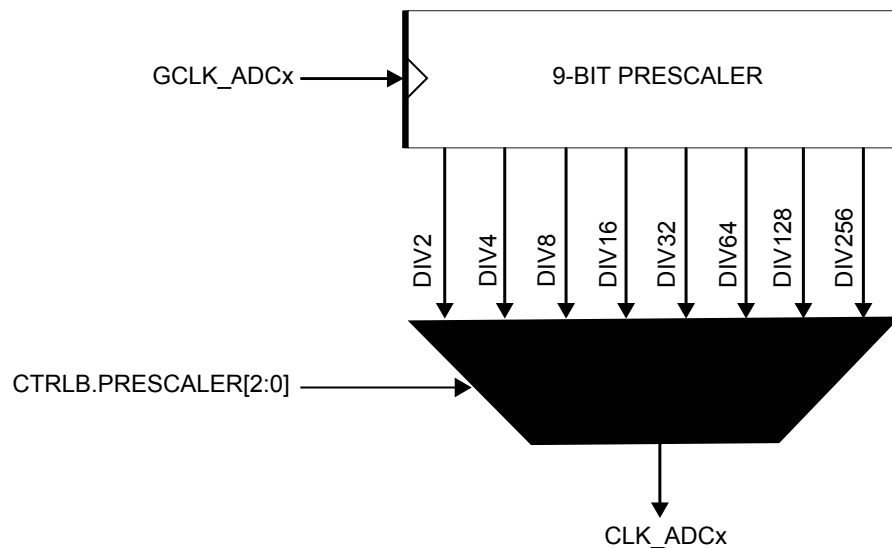 GCLK_ADCx
9-BIT PRESCALER
DIV2
DIV4
DIV8
DIV16
DIV32
DIV64
DIV128
DIV256
CTRLB.PRESCALER[2:0]
CLK_ADCx